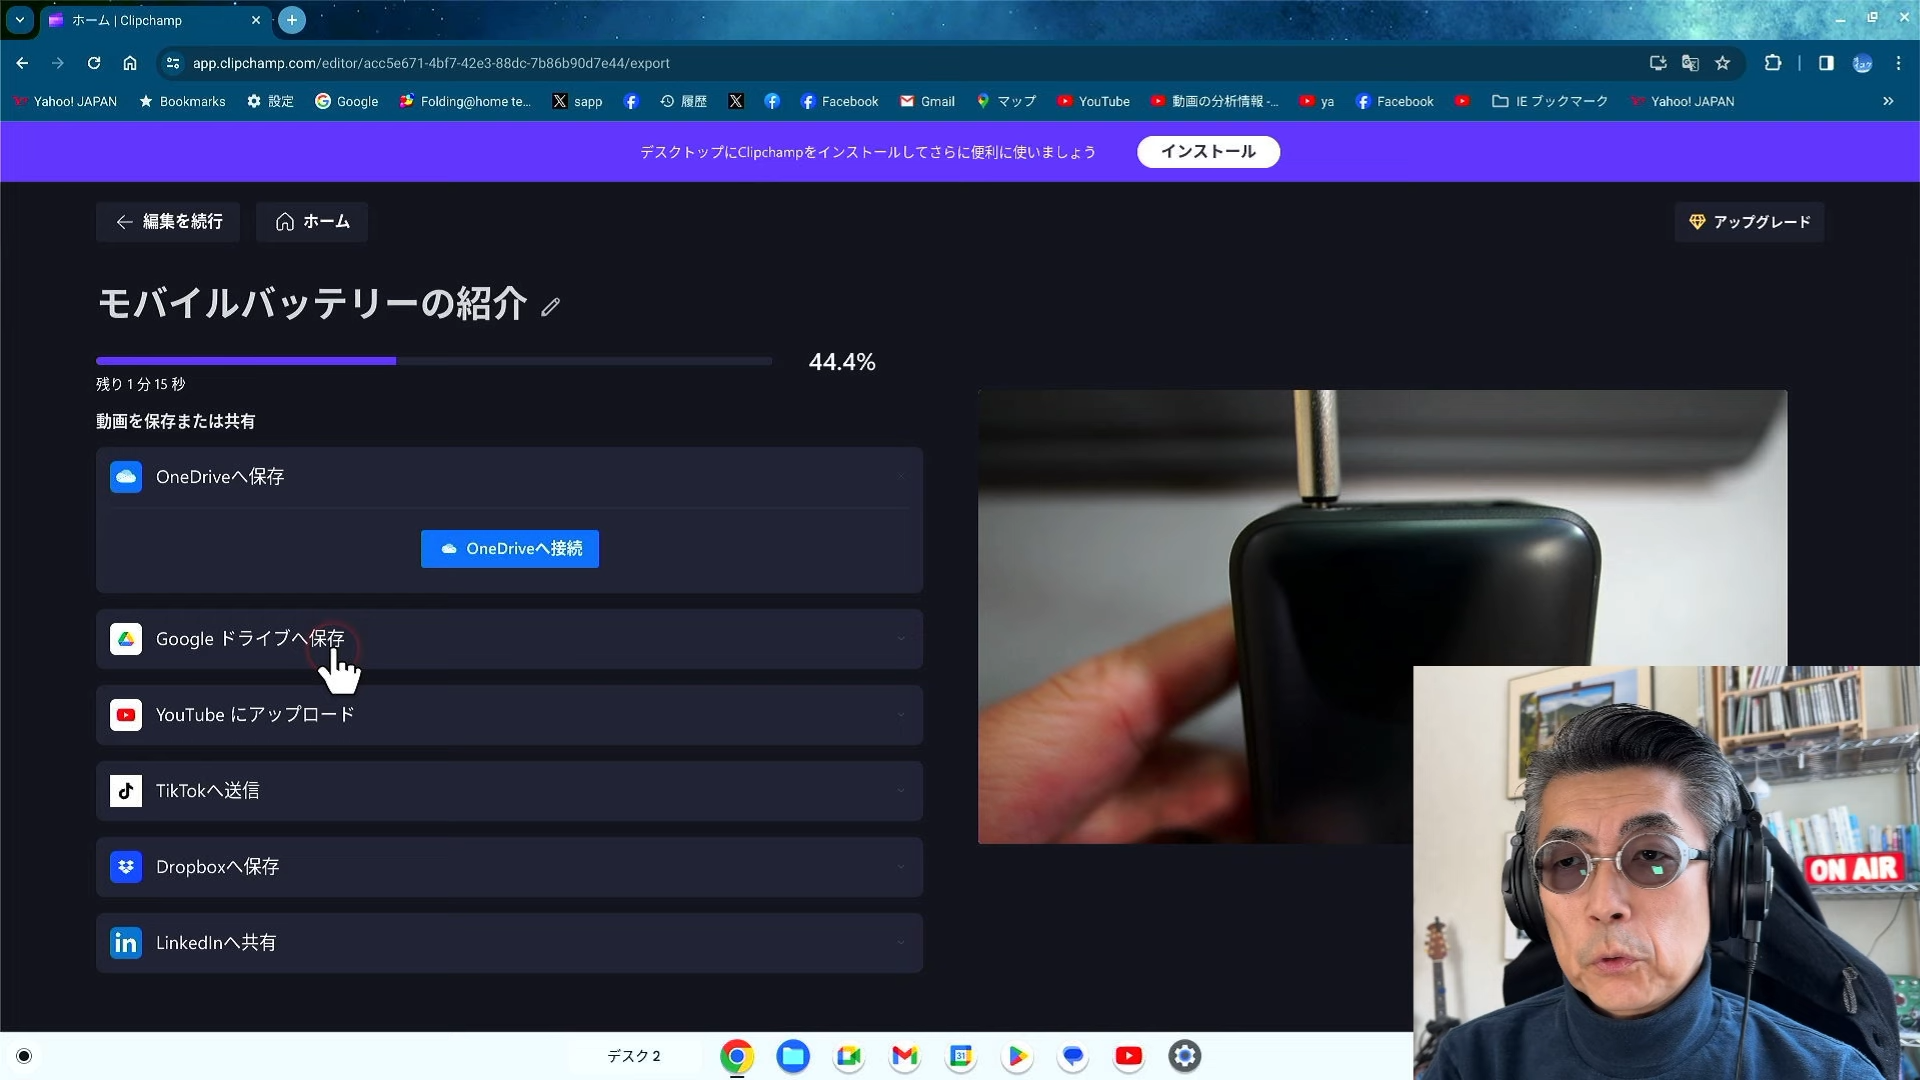 ホーム | Clipchamp
app.clipchamp.com/editor/acc5e671-4bf7-42e3-88dc-7b86b90d7e44/export
Yahoo! JAPAN Bookmarks 設定 Google Folding@home te... sapp 履歴 Facebook Gmail マップ YouTube 動画の分析情報 -... ya Facebook IE ブックマーク Yahoo! JAPAN
デスクトップにClipchampをインストールしてさらに便利に使いましょう インストール
編集を続行 ホーム アップグレード
モバイルバッテリーの紹介
44.4%
残り 1 分 15 秒
動画を保存または共有
OneDriveへ保存
OneDriveへ接続
Google ドライブへ保存
YouTube にアップロード
TikTokへ送信
Dropboxへ保存
LinkedInへ共有
ON AIR
デスク 2
31